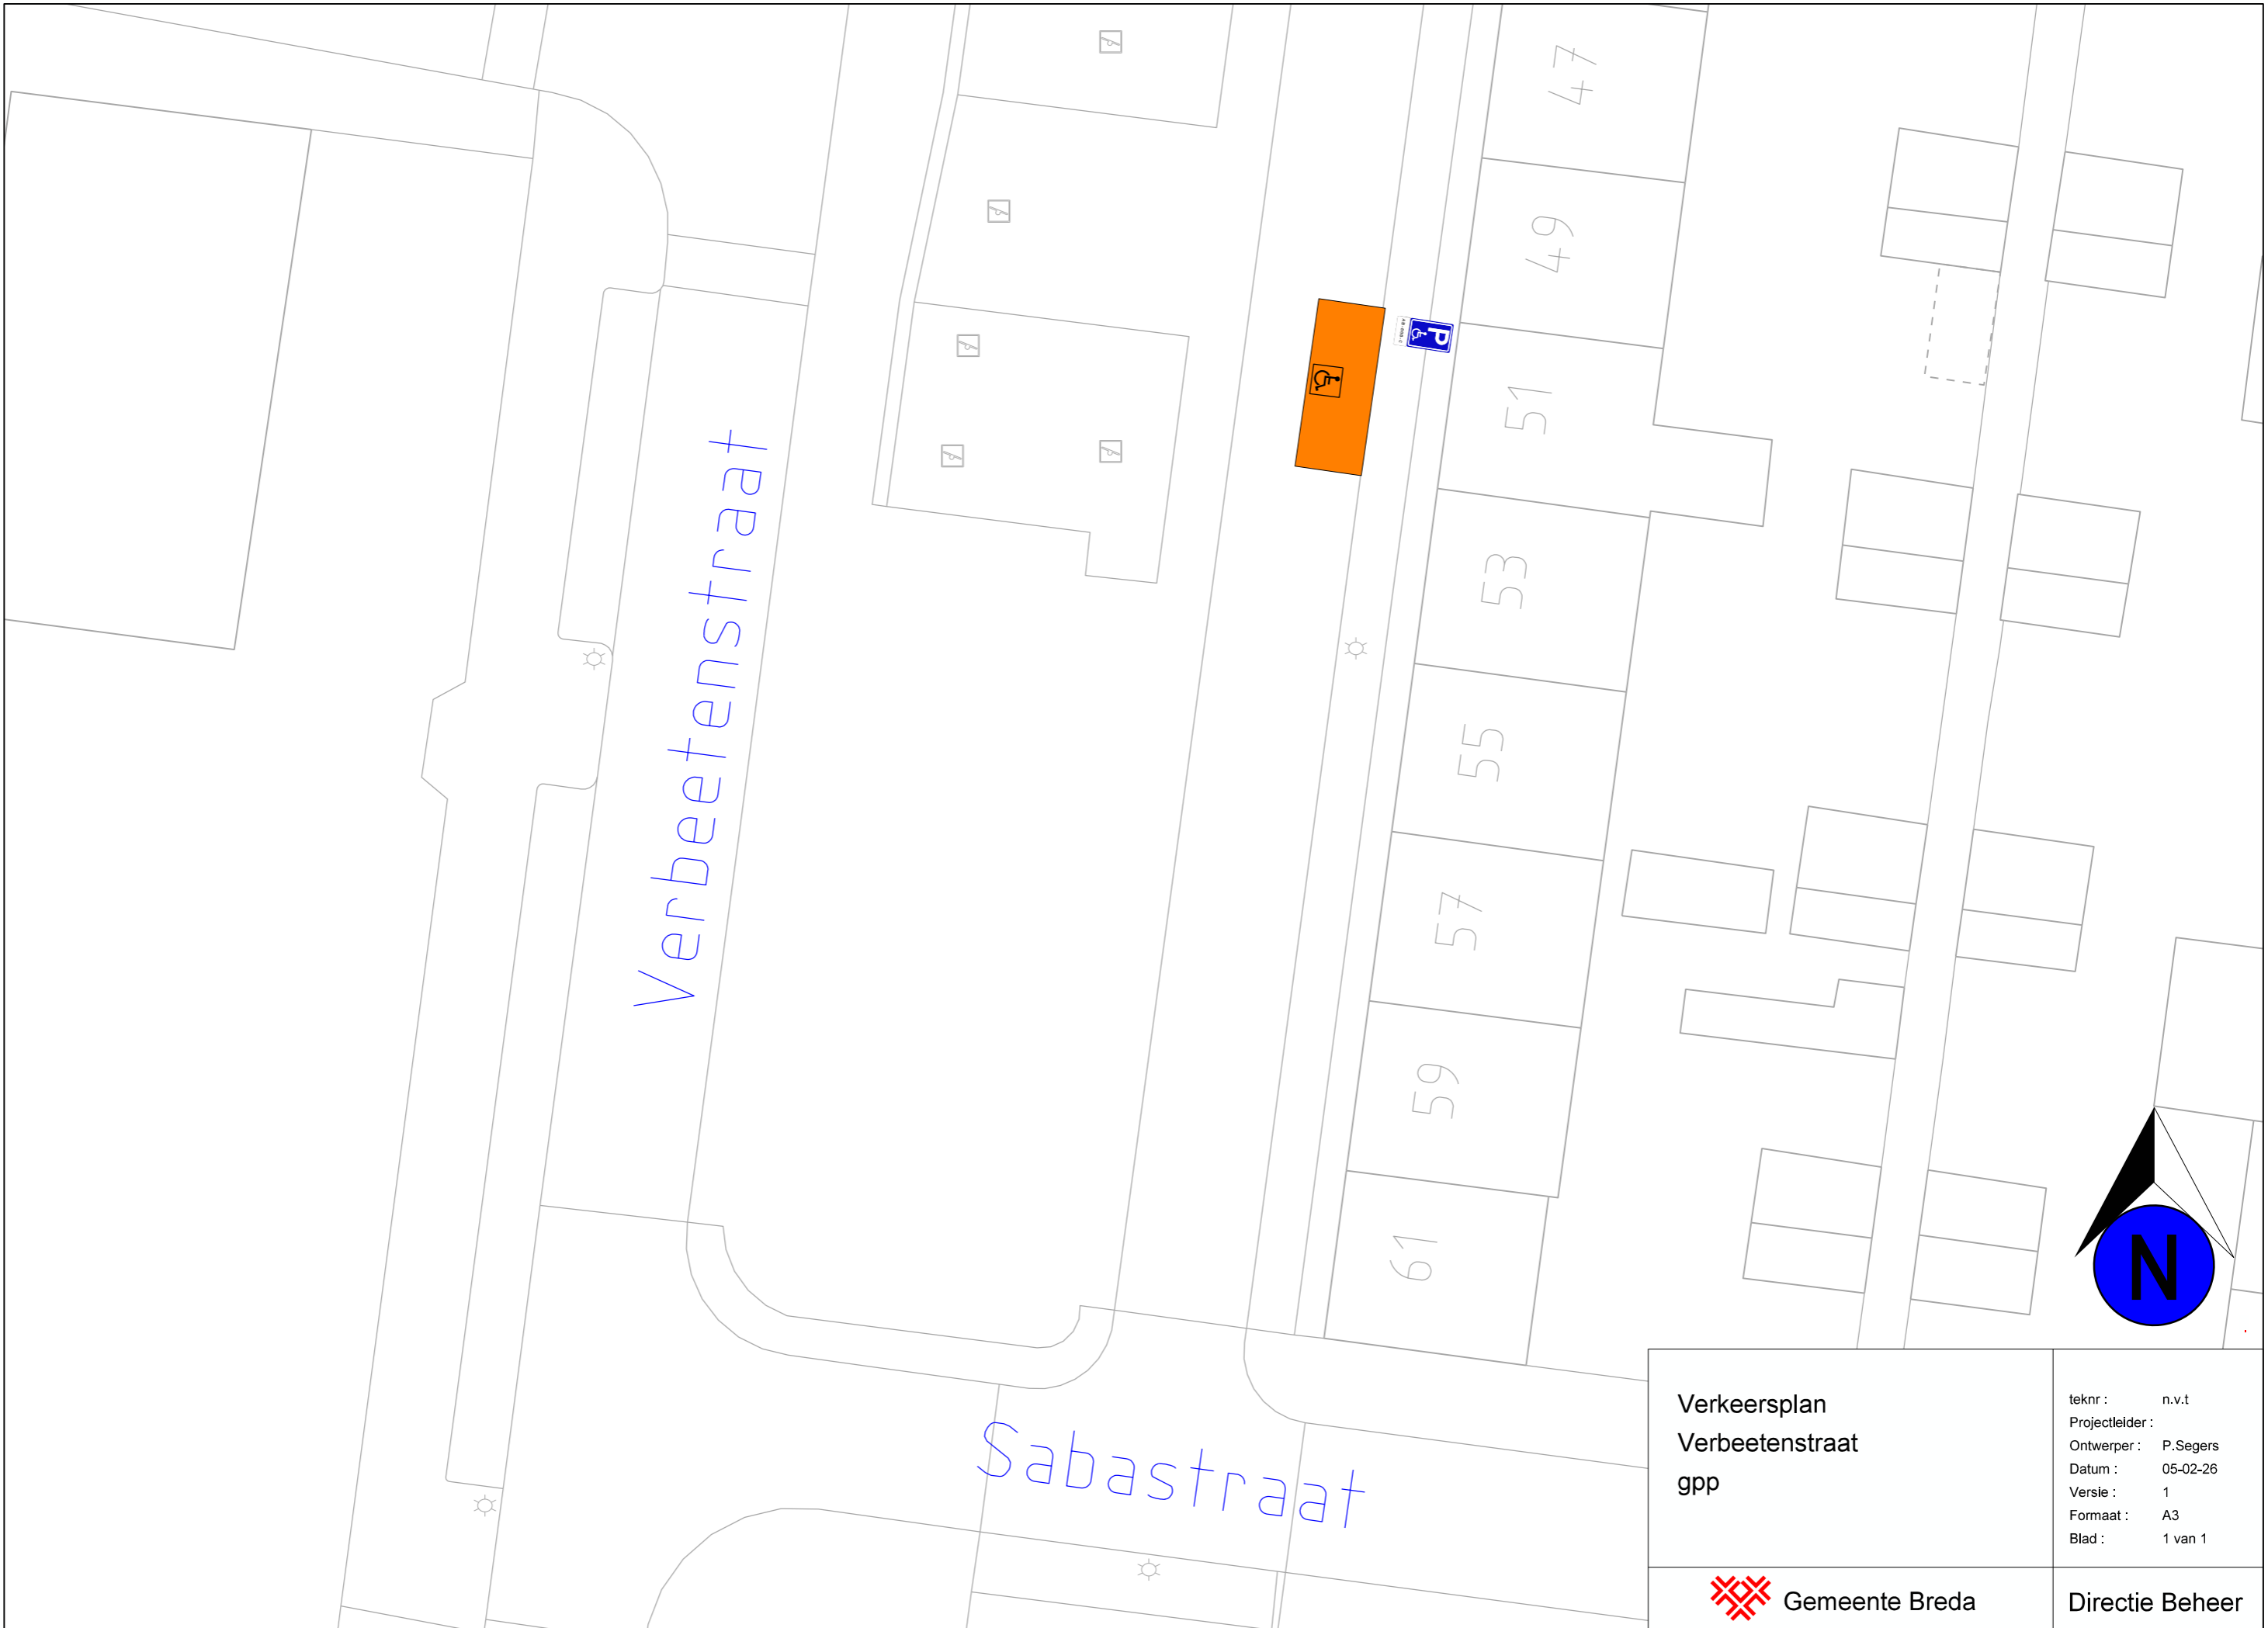 47
49
P
51
53
55
57
59
61
Verbeetenstraat
Sabastraat
N
Verkeersplan
Verbeetenstraat
gpp
teknr : n.v.t
Projectleider :
Ontwerper : P.Segers
Datum : 05-02-26
Versie : 1
Formaat : A3
Blad : 1 van 1
Gemeente Breda
Directie Beheer